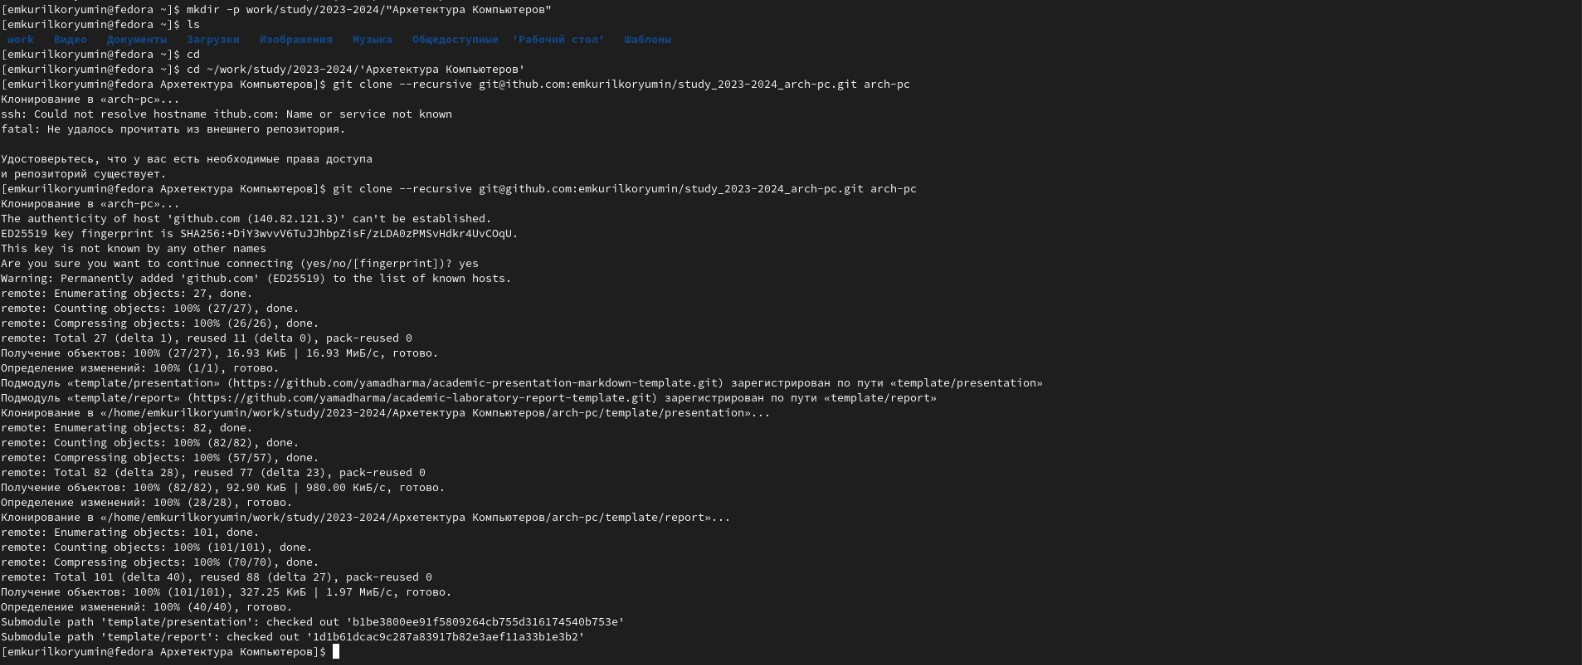 [emkurilkoryumin@fedora ~]$ mkdir -p work/study/2023-2024/"Архетектура Компьютеров"
[emkurilkoryumin@fedora ~]$ ls
work Видео Документы Загрузки Изображения Музыка Общедоступные 'Рабочий стол' Шаблоны
[emkurilkoryumin@fedora ~]$ cd
[emkurilkoryumin@fedora ~]$ cd ~/work/study/2023-2024/'Архетектура Компьютеров'
[emkurilkoryumin@fedora Архетектура Компьютеров]$ git clone --recursive git@ithub.com:emkurilkoryumin/study_2023-2024_arch-pc.git arch-pc
Клонирование в «arch-pc»...
ssh: Could not resolve hostname ithub.com: Name or service not known
fatal: Не удалось прочитать из внешнего репозитория.

Удостоверьтесь, что у вас есть необходимые права доступа
и репозиторий существует.
[emkurilkoryumin@fedora Архетектура Компьютеров]$ git clone --recursive git@github.com:emkurilkoryumin/study_2023-2024_arch-pc.git arch-pc
Клонирование в «arch-pc»...
The authenticity of host 'github.com (140.82.121.3)' can't be established.
ED25519 key fingerprint is SHA256:+DiY3wvvV6TuJJhbpZisF/zLDA0zPMSvHdkr4UvCOqU.
This key is not known by any other names
Are you sure you want to continue connecting (yes/no/[fingerprint])? yes
Warning: Permanently added 'github.com' (ED25519) to the list of known hosts.
remote: Enumerating objects: 27, done.
remote: Counting objects: 100% (27/27), done.
remote: Compressing objects: 100% (26/26), done.
remote: Total 27 (delta 1), reused 11 (delta 0), pack-reused 0
Получение объектов: 100% (27/27), 16.93 КиБ | 16.93 МиБ/с, готово.
Определение изменений: 100% (1/1), готово.
Подмодуль «template/presentation» (https://github.com/yamadharma/academic-presentation-markdown-template.git) зарегистрирован по пути «template/presentation»
Подмодуль «template/report» (https://github.com/yamadharma/academic-laboratory-report-template.git) зарегистрирован по пути «template/report»
Клонирование в «/home/emkurilkoryumin/work/study/2023-2024/Архетектура Компьютеров/arch-pc/template/presentation»...
remote: Enumerating objects: 82, done.
remote: Counting objects: 100% (82/82), done.
remote: Compressing objects: 100% (57/57), done.
remote: Total 82 (delta 28), reused 77 (delta 23), pack-reused 0
Получение объектов: 100% (82/82), 92.90 КиБ | 980.00 КиБ/с, готово.
Определение изменений: 100% (28/28), готово.
Клонирование в «/home/emkurilkoryumin/work/study/2023-2024/Архетектура Компьютеров/arch-pc/template/report»...
remote: Enumerating objects: 101, done.
remote: Counting objects: 100% (101/101), done.
remote: Compressing objects: 100% (70/70), done.
remote: Total 101 (delta 40), reused 88 (delta 27), pack-reused 0
Получение объектов: 100% (101/101), 327.25 КиБ | 1.97 МиБ/с, готово.
Определение изменений: 100% (40/40), готово.
Submodule path 'template/presentation': checked out 'b1be3800ee91f5809264cb755d316174540b753e'
Submodule path 'template/report': checked out '1d1b61dcac9c287a83917b82e3aef11a33b1e3b2'
[emkurilkoryumin@fedora Архетектура Компьютеров]$